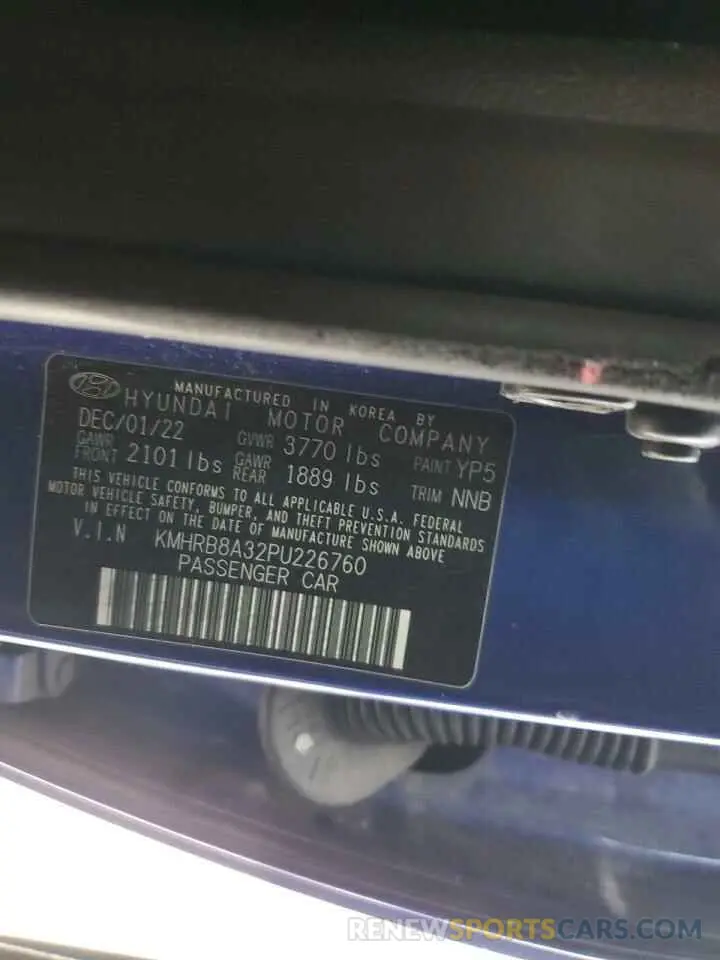 MANUFACTURED IN KOREA BY
HYUNDAI MOTOR COMPANY
DEC/01/22 GVWR 3770 lbs PAINT YP5
GAWR FRONT 2101 lbs GAWR REAR 1889 lbs TRIM NNB
THIS VEHICLE CONFORMS TO ALL APPLICABLE U.S.A. FEDERAL
MOTOR VEHICLE SAFETY, BUMPER, AND THEFT PREVENTION STANDARDS
IN EFFECT ON THE DATE OF MANUFACTURE SHOWN ABOVE
V.I.N KMHRB8A32PU226760
PASSENGER CAR
RENEWSPORTSCARS.COM